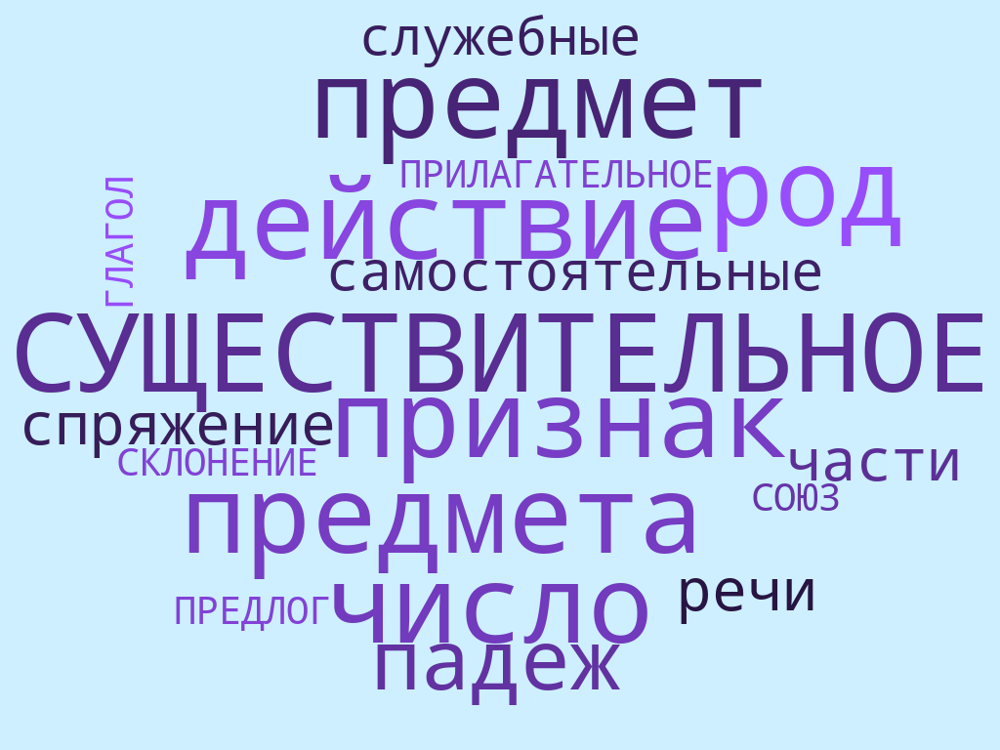 служебные
предмет
ПРИЛАГАТЕЛЬНОЕ
род
ГЛАГОЛ
действие
самостоятельные
СУЩЕСТВИТЕЛЬНОЕ
признак
спряжение
СКЛОНЕНИЕ
части
СОЮЗ
предмета
число
речи
ПРЕДЛОГ
падеж